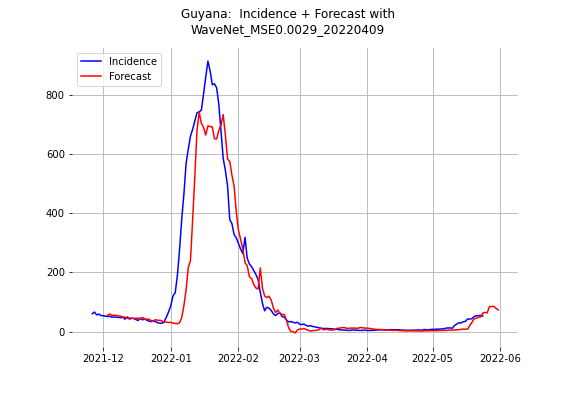 Guyana:  Incidence + Forecast with
WaveNet_MSE0.0029_20220409
Incidence
Forecast
800
600
400
200
0
2021-12 2022-01 2022-02 2022-03 2022-04 2022-05 2022-06